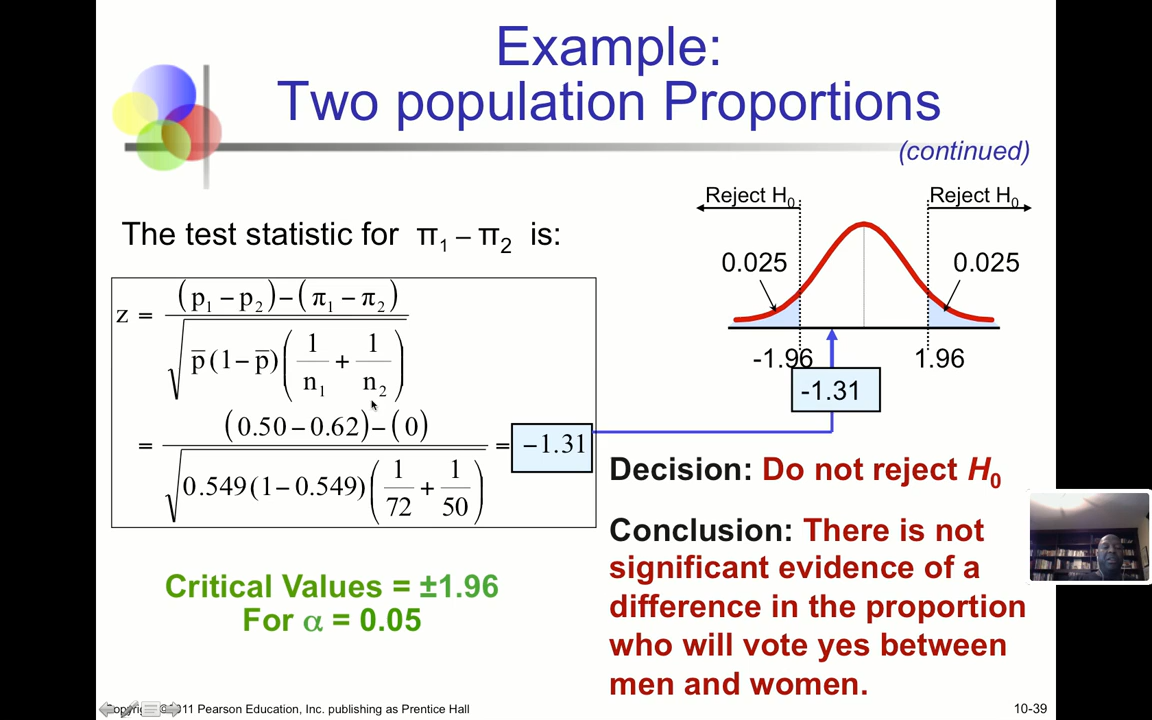 Example:
Two population Proportions
(continued)
The test statistic for π₁ – π₂ is:
z = (p₁ − p₂) − (π₁ − π₂) / √ p̅ (1 − p̅) (1/n₁ + 1/n₂)
= (0.50 − 0.62) − (0) / √ 0.549 (1 − 0.549) (1/72 + 1/50) = −1.31
Critical Values = ±1.96
For α = 0.05
Reject H₀ Reject H₀
0.025 0.025
-1.96 1.96
-1.31
Decision: Do not reject H₀
Conclusion: There is not
significant evidence of a
difference in the proportion
who will vote yes between
men and women.
Pearson Education, Inc. publishing as Prentice Hall
10-39